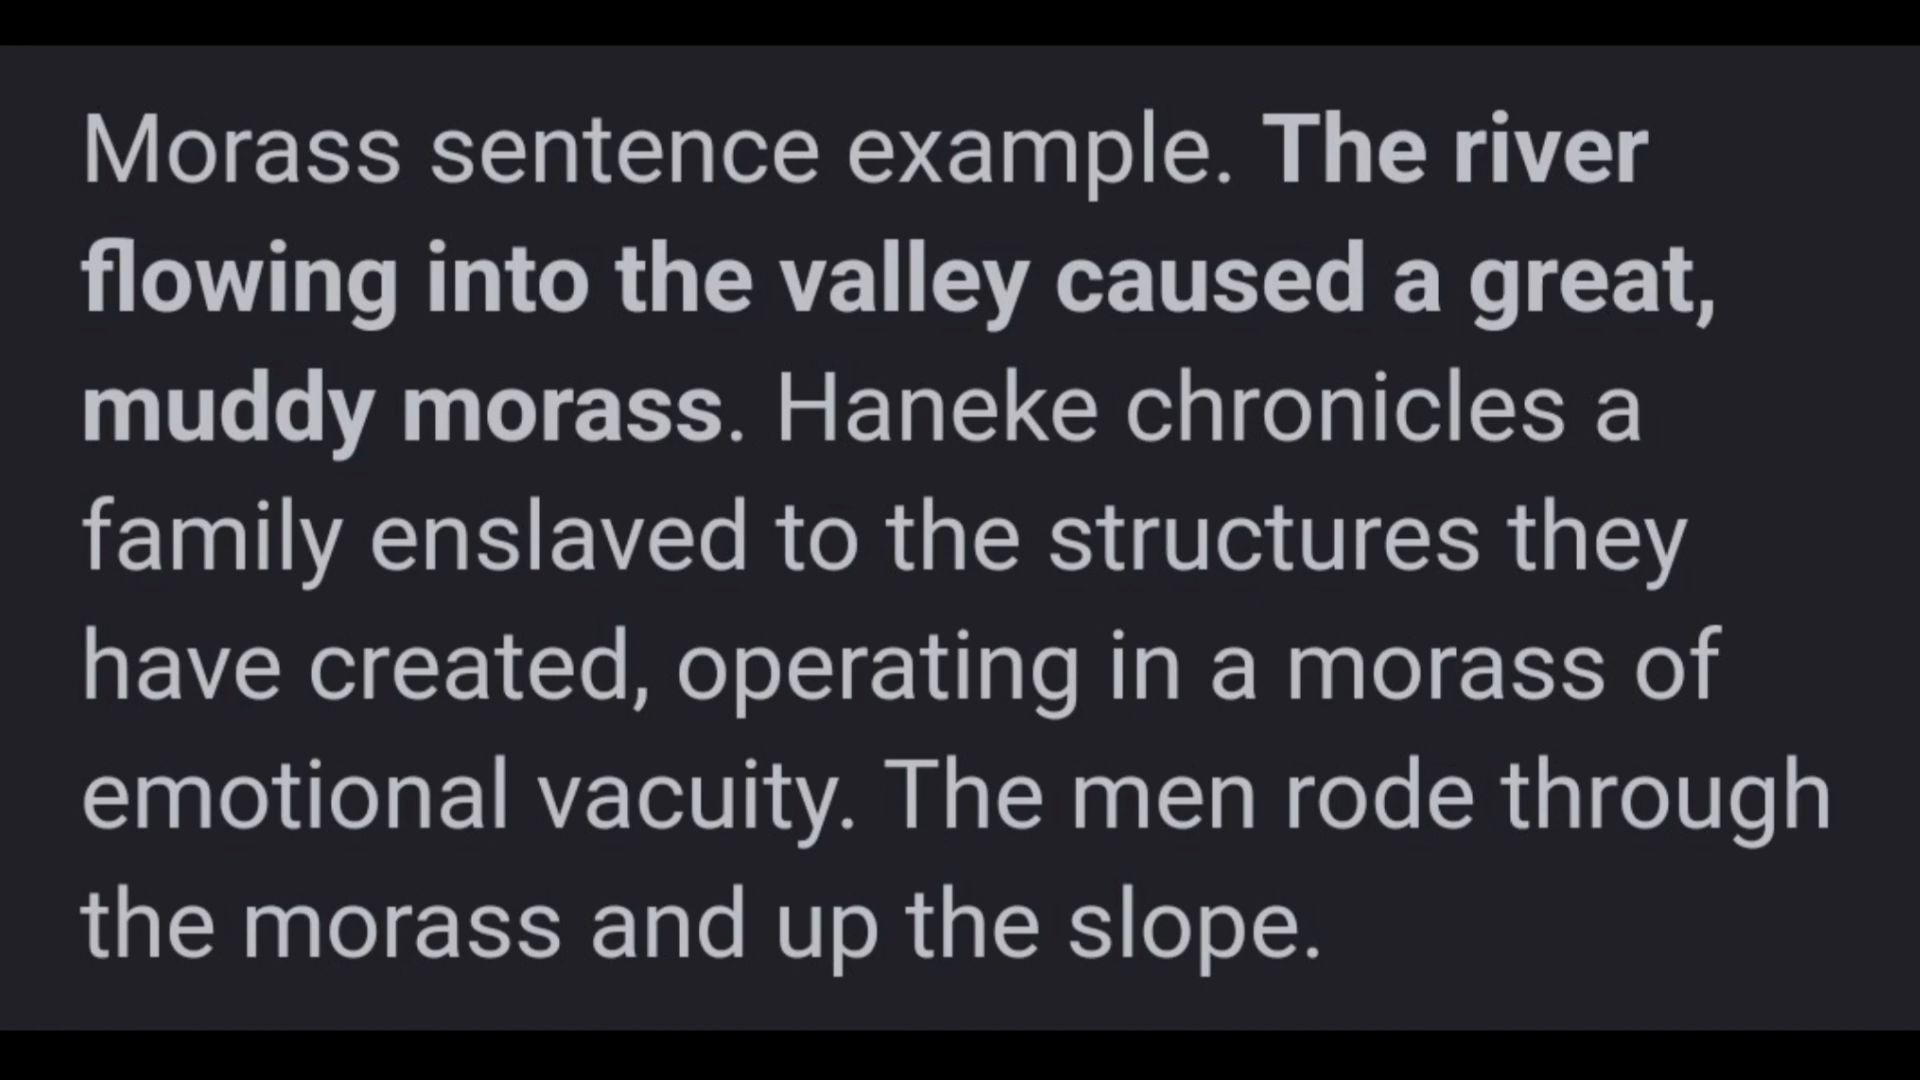 Morass sentence example. The river
flowing into the valley caused a great,
muddy morass. Haneke chronicles a
family enslaved to the structures they
have created, operating in a morass of
emotional vacuity. The men rode through
the morass and up the slope.